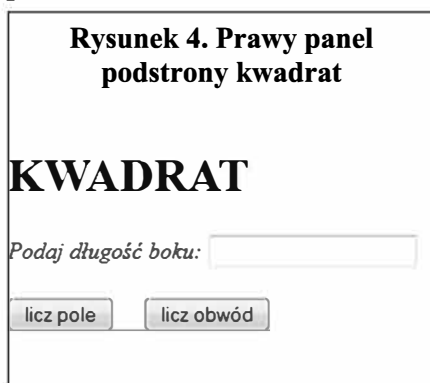 Rysunek 4. Prawy panel
podstrony kwadrat
KWADRAT
Podaj długość boku:
licz pole licz obwód